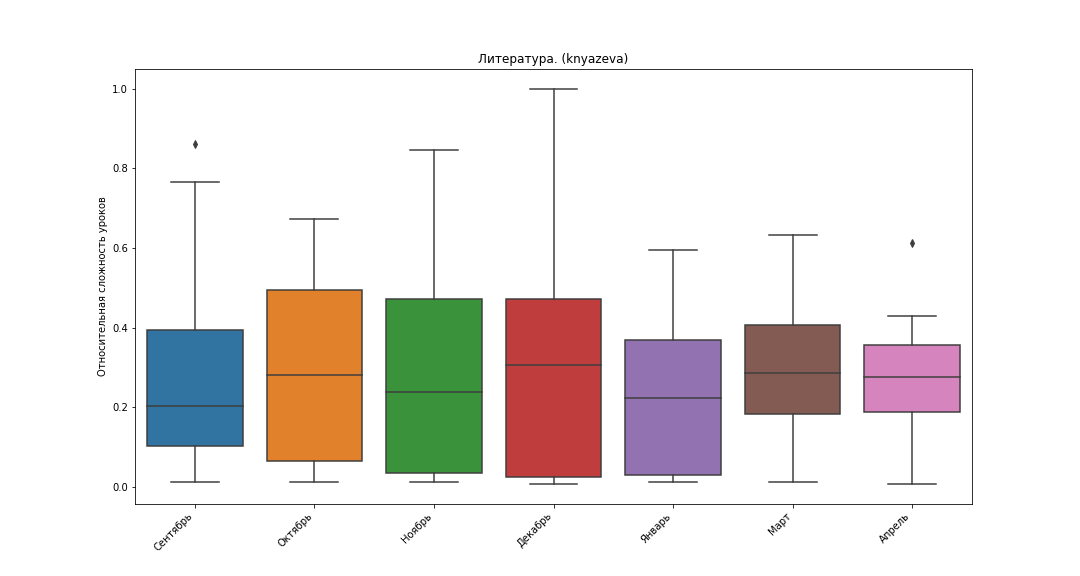 Литература. (knyazeva)
Относительная сложность уроков
1.0
0.8
0.6
0.4
0.2
0.0
Сентябрь
Октябрь
Ноябрь
Декабрь
Январь
Март
Апрель